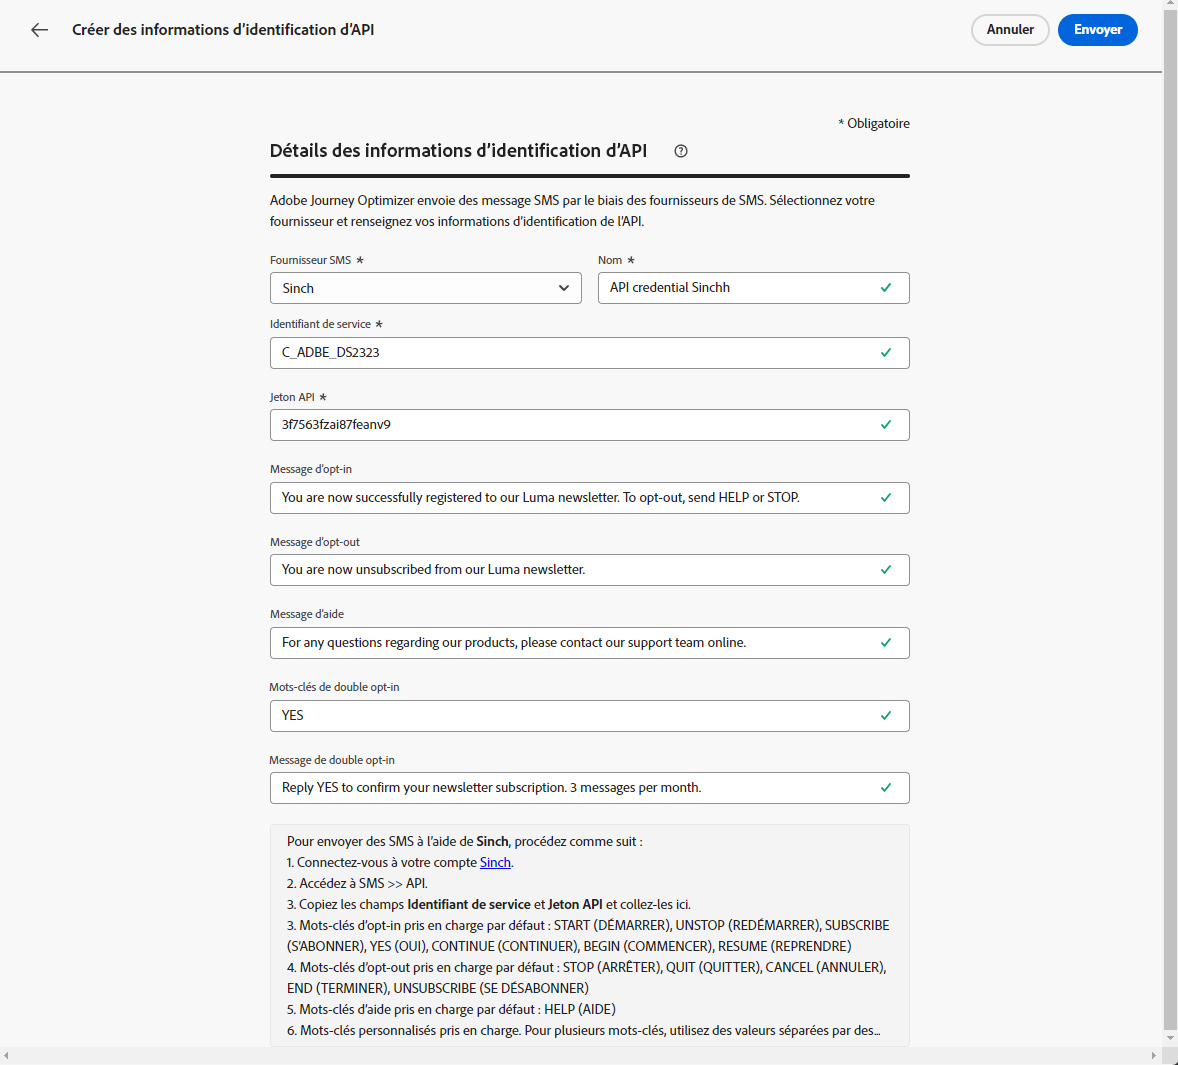 Créer des informations d'identification d'API
Annuler
Envoyer
* Obligatoire
Détails des informations d'identification d'API
Adobe Journey Optimizer envoie des message SMS par le biais des fournisseurs de SMS. Sélectionnez votre
fournisseur et renseignez vos informations d'identification de l'API.
Fournisseur SMS *
Nom *
Sinch
API credential Sinchh
Identifiant de service *
C_ADBE_DS2323
Jeton API *
3f7563fzai87feanv9
Message d'opt-in
You are now successfully registered to our Luma newsletter. To opt-out, send HELP or STOP.
Message d'opt-out
You are now unsubscribed from our Luma newsletter.
Message d'aide
For any questions regarding our products, please contact our support team online.
Mots-clés de double opt-in
YES
Message de double opt-in
Reply YES to confirm your newsletter subscription. 3 messages per month.
Pour envoyer des SMS à l'aide de Sinch, procédez comme suit :
1. Connectez-vous à votre compte Sinch.
2. Accédez à SMS >> API.
3. Copiez les champs Identifiant de service et Jeton API et collez-les ici.
3. Mots-clés d'opt-in pris en charge par défaut : START (DÉMARRER), UNSTOP (REDÉMARRER), SUBSCRIBE
(S'ABONNER), YES (OUI), CONTINUE (CONTINUER), BEGIN (COMMENCER), RESUME (REPRENDRE)
4. Mots-clés d'opt-out pris en charge par défaut : STOP (ARRÊTER), QUIT (QUITTER), CANCEL (ANNULER),
END (TERMINER), UNSUBSCRIBE (SE DÉSABONNER)
5. Mots-clés d'aide pris en charge par défaut : HELP (AIDE)
6. Mots-clés personnalisés pris en charge. Pour plusieurs mots-clés, utilisez des valeurs séparées par des...